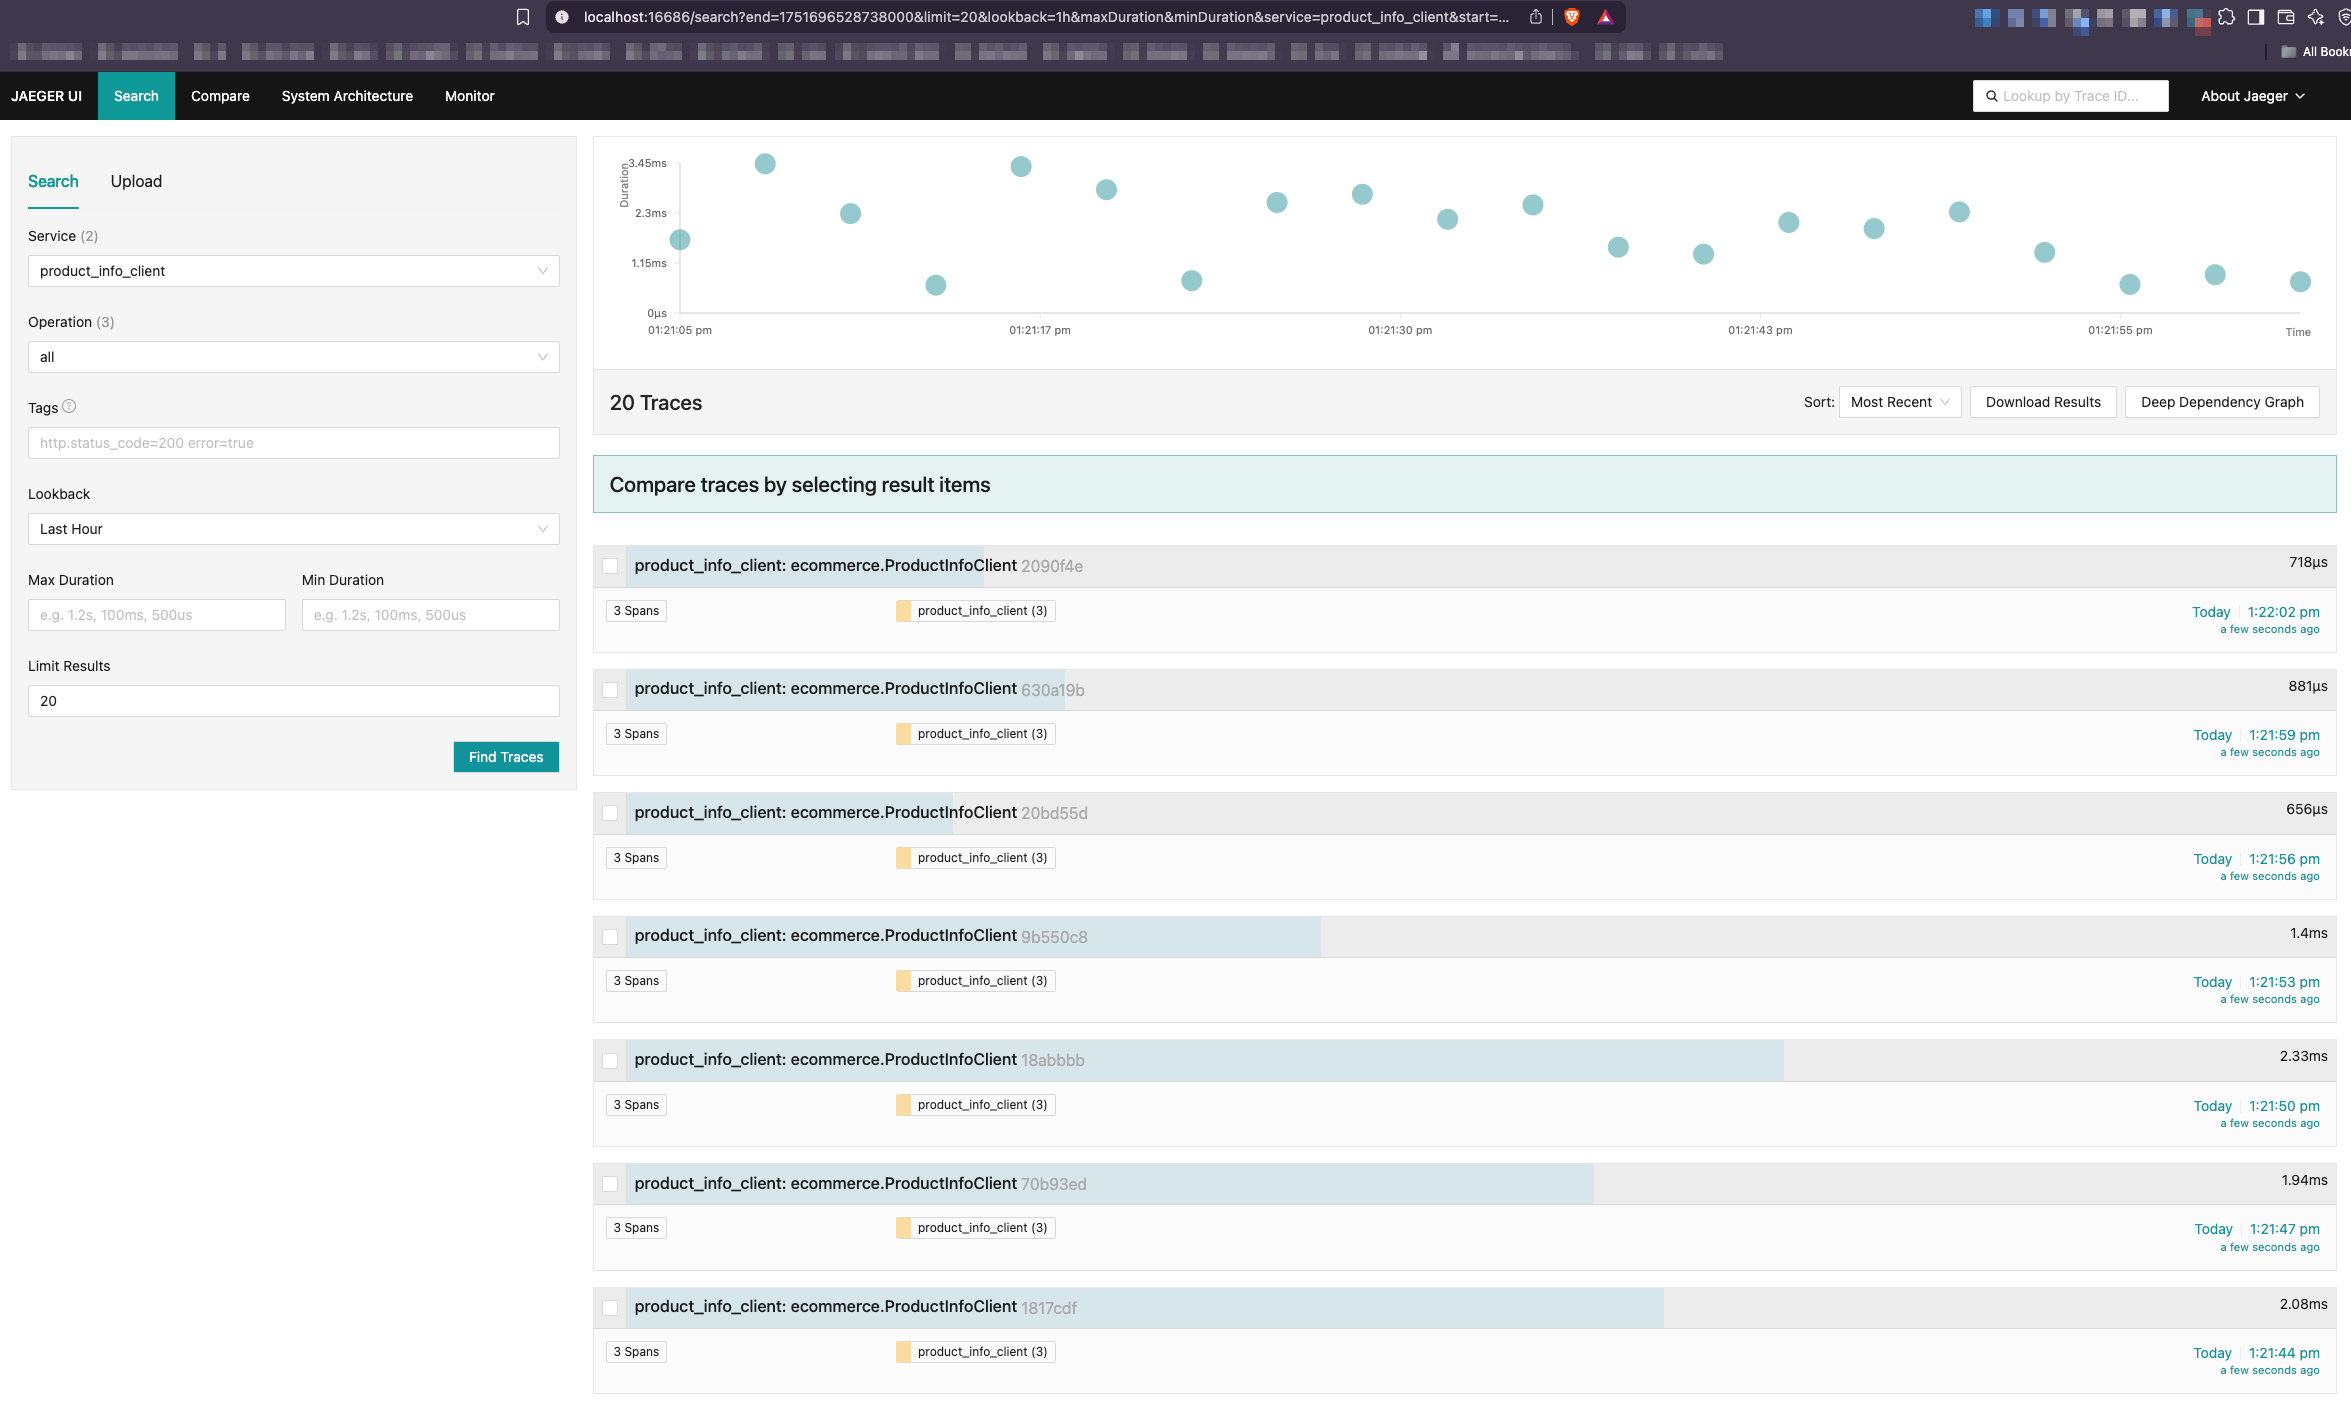 localhost:16686/search?end=1751696528738000&limit=20&lookback=1h&maxDuration&minDuration&service=product_info_client&start=...
All Book
JAEGER UI
Search
Compare
System Architecture
Monitor
Lookup by Trace ID...
About Jaeger
Search
Upload
Service (2)
product_info_client
Operation (3)
all
Tags
http.status_code=200 error=true
Lookback
Last Hour
Max Duration
Min Duration
e.g. 1.2s, 100ms, 500us
e.g. 1.2s, 100ms, 500us
Limit Results
20
Find Traces
Duration
3.45ms
2.3ms
1.15ms
0μs
01:21:05 pm
01:21:17 pm
01:21:30 pm
01:21:43 pm
01:21:55 pm
Time
20 Traces
Sort:
Most Recent
Download Results
Deep Dependency Graph
Compare traces by selecting result items
product_info_client: ecommerce.ProductInfoClient 2090f4e
718μs
3 Spans
product_info_client (3)
Today
1:22:02 pm
a few seconds ago
product_info_client: ecommerce.ProductInfoClient 630a19b
881μs
3 Spans
product_info_client (3)
Today
1:21:59 pm
a few seconds ago
product_info_client: ecommerce.ProductInfoClient 20bd55d
656μs
3 Spans
product_info_client (3)
Today
1:21:56 pm
a few seconds ago
product_info_client: ecommerce.ProductInfoClient 9b550c8
1.4ms
3 Spans
product_info_client (3)
Today
1:21:53 pm
a few seconds ago
product_info_client: ecommerce.ProductInfoClient 18abbbb
2.33ms
3 Spans
product_info_client (3)
Today
1:21:50 pm
a few seconds ago
product_info_client: ecommerce.ProductInfoClient 70b93ed
1.94ms
3 Spans
product_info_client (3)
Today
1:21:47 pm
a few seconds ago
product_info_client: ecommerce.ProductInfoClient 1817cdf
2.08ms
3 Spans
product_info_client (3)
Today
1:21:44 pm
a few seconds ago